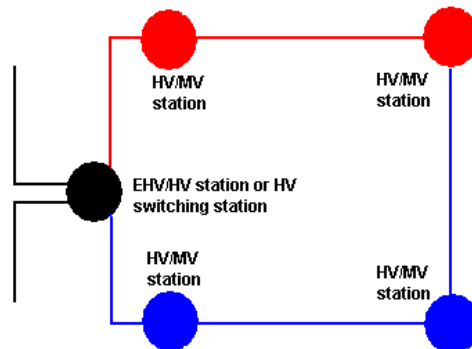 HV/MV
station
HV/MV
station
EHV/HV station or HV
switching station
HV/MV
station
HV/MV
station